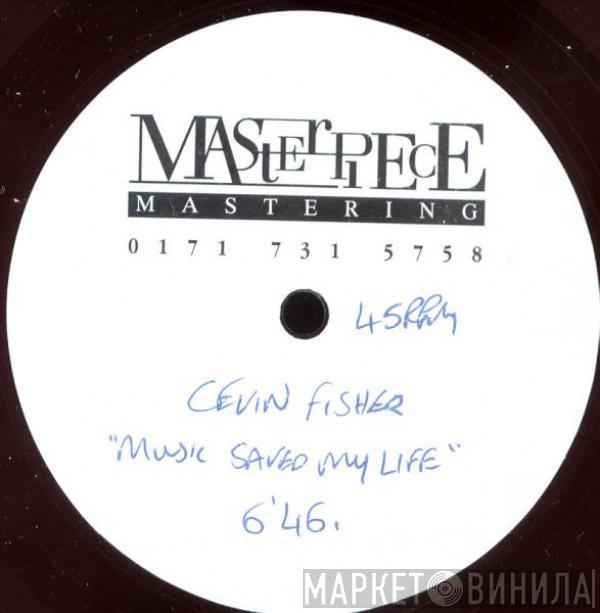 MASTERPIECE
MASTERING
0171 731 5758
45RPM
CEVIN FISHER
"MUSIC SAVED MY LIFE"
6'46.
МАРКЕТ ВИНИЛА